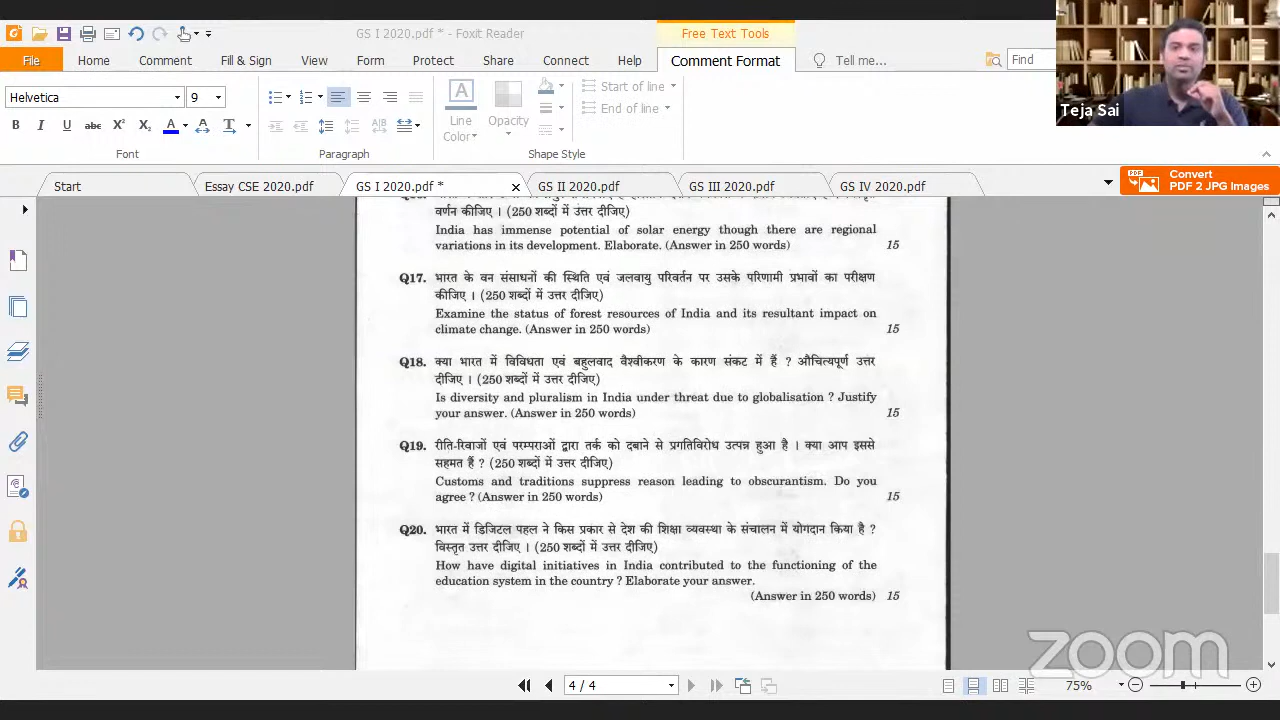 GS I 2020.pdf * - Foxit Reader
Free Text Tools
File Home Comment Fill & Sign View Form Protect Share Connect Help Comment Format Tell me... Find
Helvetica 9
Start of line
End of line
B I U abc X² X₂ A T
Line Color
Opacity
Font Paragraph Shape Style
Teja Sai
Start Essay CSE 2020.pdf GS I 2020.pdf * GS II 2020.pdf GS III 2020.pdf GS IV 2020.pdf
Convert
PDF 2 JPG Images
वर्णन कीजिए । (250 शब्दों में उत्तर दीजिए)
India has immense potential of solar energy though there are regional
variations in its development. Elaborate. (Answer in 250 words) 15
Q17. भारत के वन संसाधनों की स्थिति एवं जलवायु परिवर्तन पर उसके परिणामी प्रभावों का परीक्षण
कीजिए । (250 शब्दों में उत्तर दीजिए)
Examine the status of forest resources of India and its resultant impact on
climate change. (Answer in 250 words) 15
Q18. क्या भारत में विविधता एवं बहुलवाद वैश्वीकरण के कारण संकट में हैं ? औचित्यपूर्ण उत्तर
दीजिए । (250 शब्दों में उत्तर दीजिए)
Is diversity and pluralism in India under threat due to globalisation ? Justify
your answer. (Answer in 250 words) 15
Q19. रीति-रिवाजों एवं परम्पराओं द्वारा तर्क को दबाने से प्रगतिविरोध उत्पन्न हुआ है । क्या आप इससे
सहमत हैं ? (250 शब्दों में उत्तर दीजिए)
Customs and traditions suppress reason leading to obscurantism. Do you
agree ? (Answer in 250 words) 15
Q20. भारत में डिजिटल पहल ने किस प्रकार से देश की शिक्षा व्यवस्था के संचालन में योगदान किया है ?
विस्तृत उत्तर दीजिए । (250 शब्दों में उत्तर दीजिए)
How have digital initiatives in India contributed to the functioning of the
education system in the country ? Elaborate your answer.
(Answer in 250 words) 15
zoom
4 / 4 75%